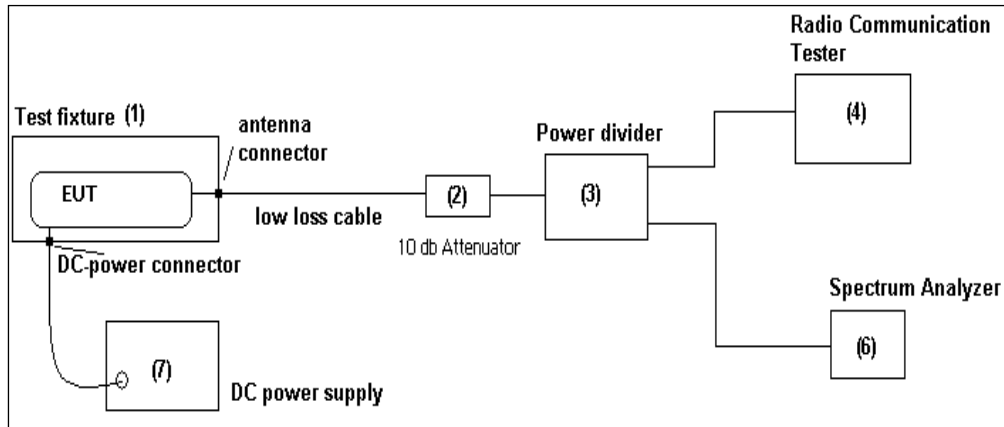 Radio Communication
Tester
(4)
Test fixture (1)
antenna
connector
Power divider
EUT
(2)
(3)
low loss cable
10 db Attenuator
DC-power connector
Spectrum Analyzer
(6)
(7)
DC power supply